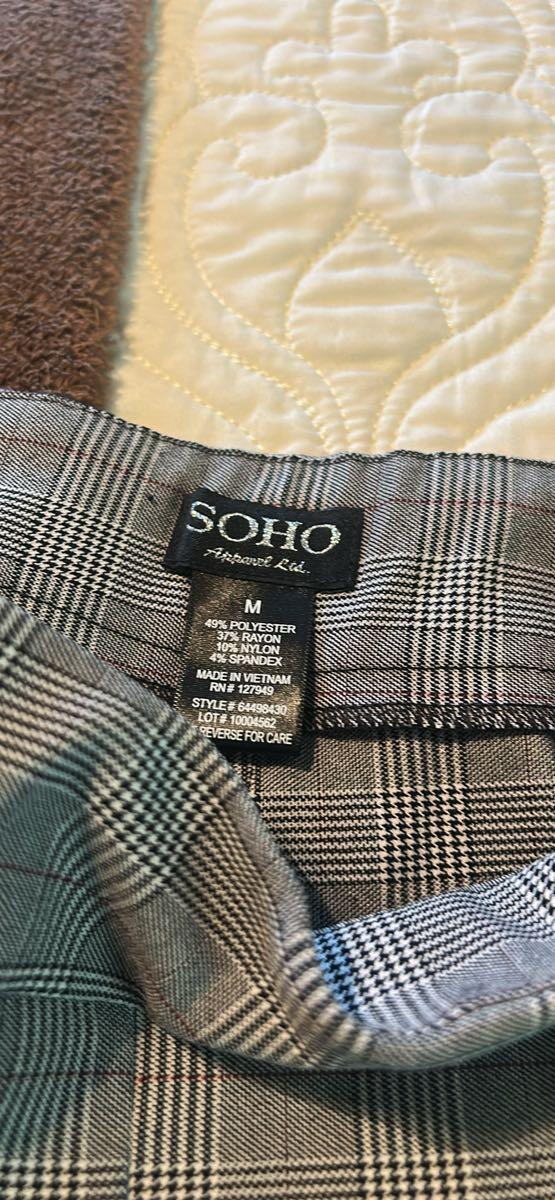 SOHO
Apparel Ltd.
M
49% POLYESTER
37% RAYON
10% NYLON
4% SPANDEX
MADE IN VIETNAM
RN# 127949
STYLE# 64498430
LOT# 10004562
REVERSE FOR CARE